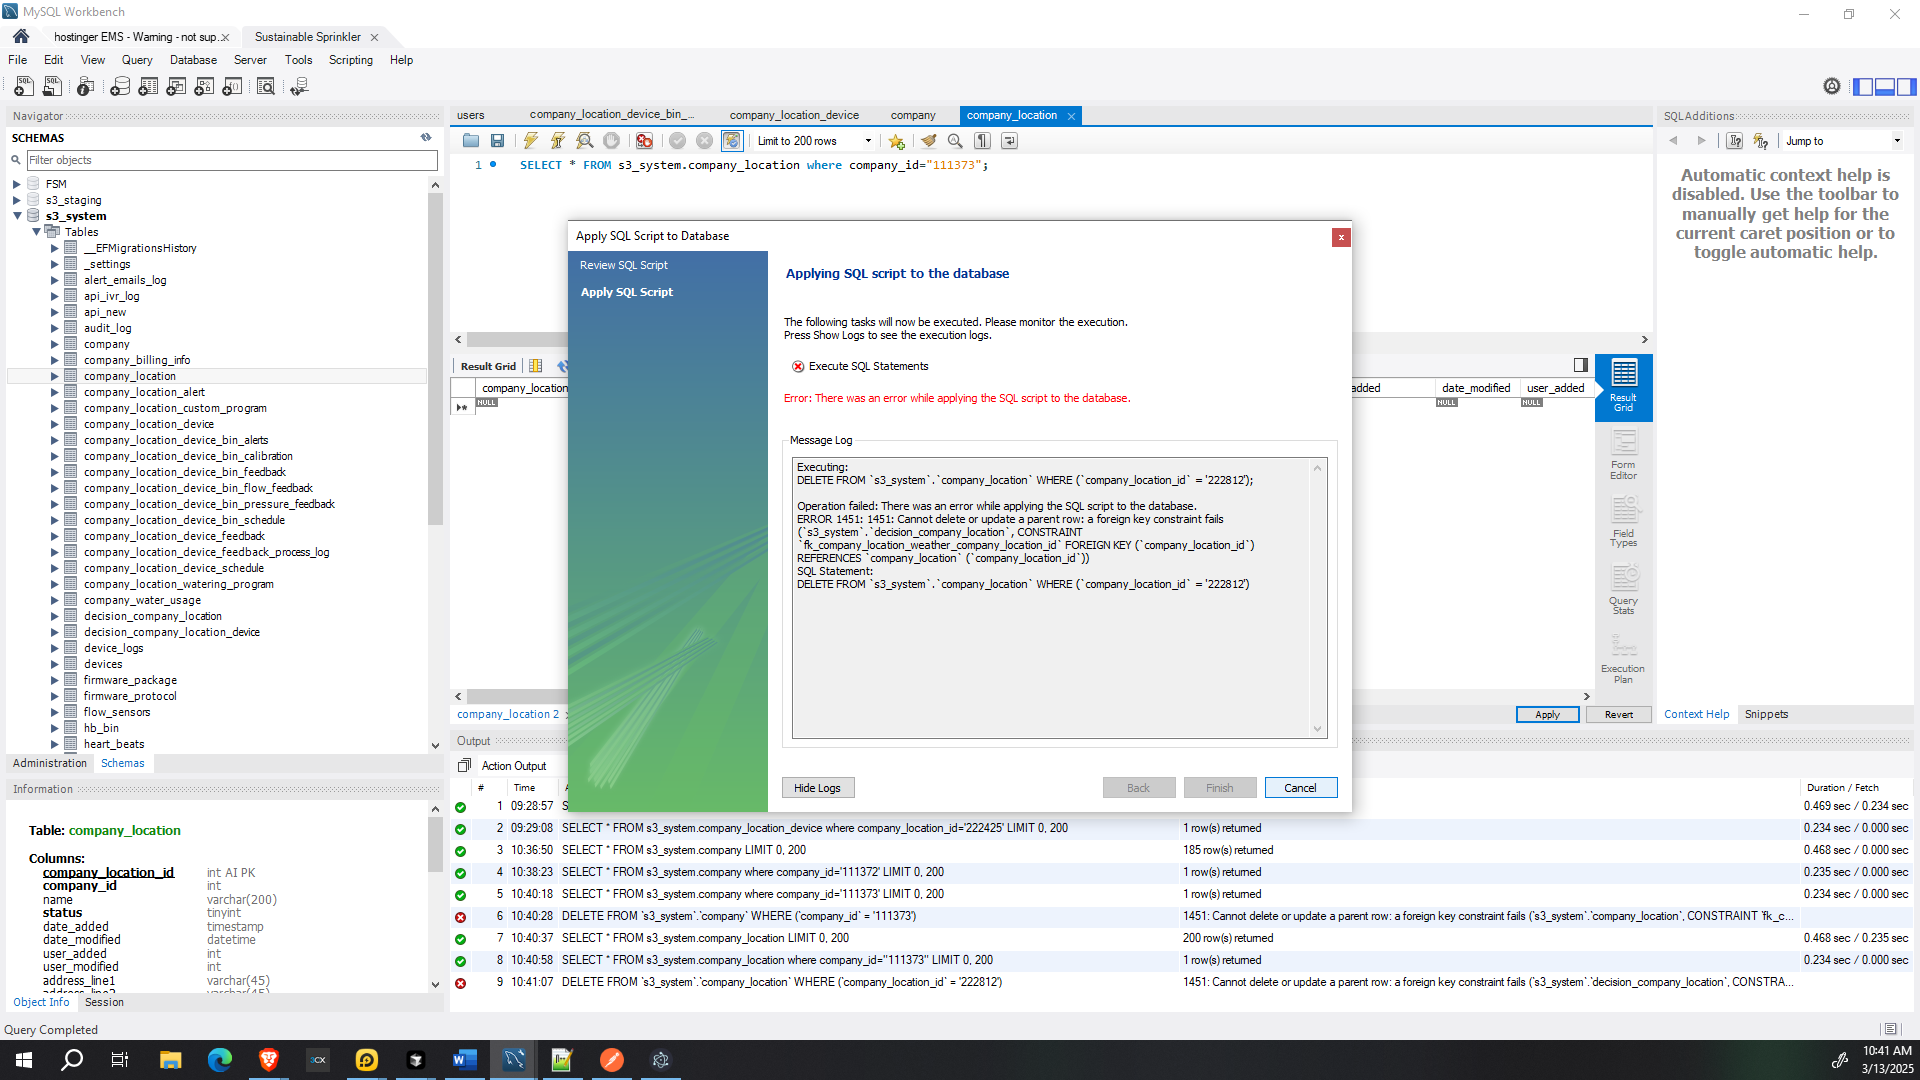 MySQL Workbench
hostinger EMS - Warning - not sup...
Sustainable Sprinkler
File Edit View Query Database Server Tools Scripting Help
Navigator
SCHEMAS
Filter objects
FSM
s3_staging
s3_system
Tables
__EFMigrationsHistory
_settings
alert_emails_log
api_ivr_log
api_new
audit_log
company
company_billing_info
company_location
company_location_alert
company_location_custom_program
company_location_device
company_location_device_bin_alerts
company_location_device_bin_calibration
company_location_device_bin_feedback
company_location_device_bin_flow_feedback
company_location_device_bin_pressure_feedback
company_location_device_bin_schedule
company_location_device_feedback
company_location_device_feedback_process_log
company_location_device_schedule
company_location_watering_program
company_water_usage
decision_company_location
decision_company_location_device
device_logs
devices
firmware_package
firmware_protocol
flow_sensors
hb_bin
heart_beats
Administration Schemas
Information
Table: company_location
Columns:
company_location_id int AI PK
company_id int
name varchar(200)
status tinyint
date_added timestamp
date_modified datetime
user_added int
user_modified int
address_line1 varchar(45)
address_line2 varchar(45)
Object Info Session
Query Completed
users company_location_device_bin_... company_location_device company company_location
Limit to 200 rows
1 SELECT * FROM s3_system.company_location where company_id="111373";
Result Grid
company_location
added date_modified user_added
NULL NULL NULL
Result Grid
Form Editor
Field Types
Query Stats
Execution Plan
company_location 2
Apply Revert
Apply SQL Script to Database
Review SQL Script
Apply SQL Script
Applying SQL script to the database
The following tasks will now be executed. Please monitor the execution.
Press Show Logs to see the execution logs.
Execute SQL Statements
Error: There was an error while applying the SQL script to the database.
Message Log
Executing:
DELETE FROM `s3_system`.`company_location` WHERE (`company_location_id` = '222812');
Operation failed: There was an error while applying the SQL script to the database.
ERROR 1451: 1451: Cannot delete or update a parent row: a foreign key constraint fails
(`s3_system`.`decision_company_location`, CONSTRAINT
`fk_company_location_weather_company_location_id` FOREIGN KEY (`company_location_id`)
REFERENCES `company_location` (`company_location_id`))
SQL Statement:
DELETE FROM `s3_system`.`company_location` WHERE (`company_location_id` = '222812')
Hide Logs Back Finish Cancel
SQLAdditions
Jump to
Automatic context help is
disabled. Use the toolbar to
manually get help for the
current caret position or to
toggle automatic help.
Context Help Snippets
Output
Action Output
# Time Duration / Fetch
1 09:28:57 S 0.469 sec / 0.234 sec
2 09:29:08 SELECT * FROM s3_system.company_location_device where company_location_id='222425' LIMIT 0, 200 1 row(s) returned 0.234 sec / 0.000 sec
3 10:36:50 SELECT * FROM s3_system.company LIMIT 0, 200 185 row(s) returned 0.468 sec / 0.000 sec
4 10:38:23 SELECT * FROM s3_system.company where company_id='111372' LIMIT 0, 200 1 row(s) returned 0.235 sec / 0.000 sec
5 10:40:18 SELECT * FROM s3_system.company where company_id='111373' LIMIT 0, 200 1 row(s) returned 0.234 sec / 0.000 sec
6 10:40:28 DELETE FROM `s3_system`.`company` WHERE (`company_id` = '111373') 1451: Cannot delete or update a parent row: a foreign key constraint fails (`s3_system`.`company_location`, CONSTRAINT `fk_c...
7 10:40:37 SELECT * FROM s3_system.company_location LIMIT 0, 200 200 row(s) returned 0.468 sec / 0.235 sec
8 10:40:58 SELECT * FROM s3_system.company_location where company_id="111373" LIMIT 0, 200 1 row(s) returned 0.234 sec / 0.000 sec
9 10:41:07 DELETE FROM `s3_system`.`company_location` WHERE (`company_location_id` = '222812') 1451: Cannot delete or update a parent row: a foreign key constraint fails (`s3_system`.`decision_company_location`, CONSTRA...
10:41 AM
3/13/2025